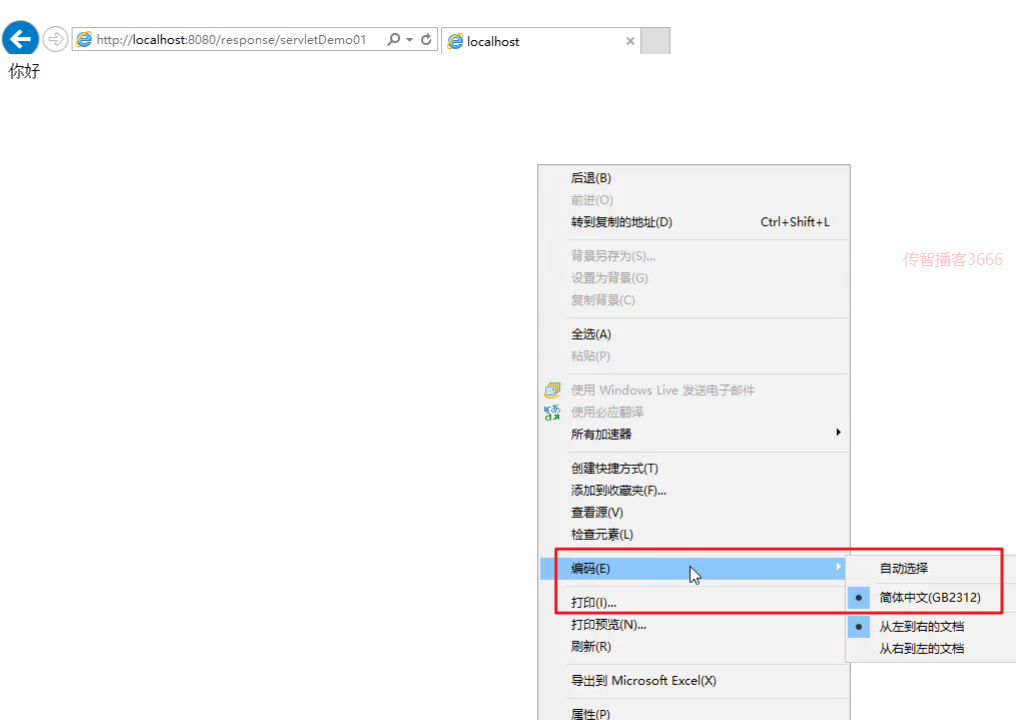 http://localhost:8080/response/servletDemo01
localhost
你好
后退(B)
前进(O)
转到复制的地址(D) Ctrl+Shift+L
背景另存为(S)...
设置为背景(G)
复制背景(C)
传智播客3666
全选(A)
粘贴(P)
使用 Windows Live 发送电子邮件
使用必应翻译
所有加速器
创建快捷方式(T)
添加到收藏夹(F)...
查看源(V)
检查元素(L)
编码(E)
自动选择
简体中文(GB2312)
打印(I)...
打印预览(N)...
从左到右的文档
刷新(R)
从右到左的文档
导出到 Microsoft Excel(X)
属性(P)